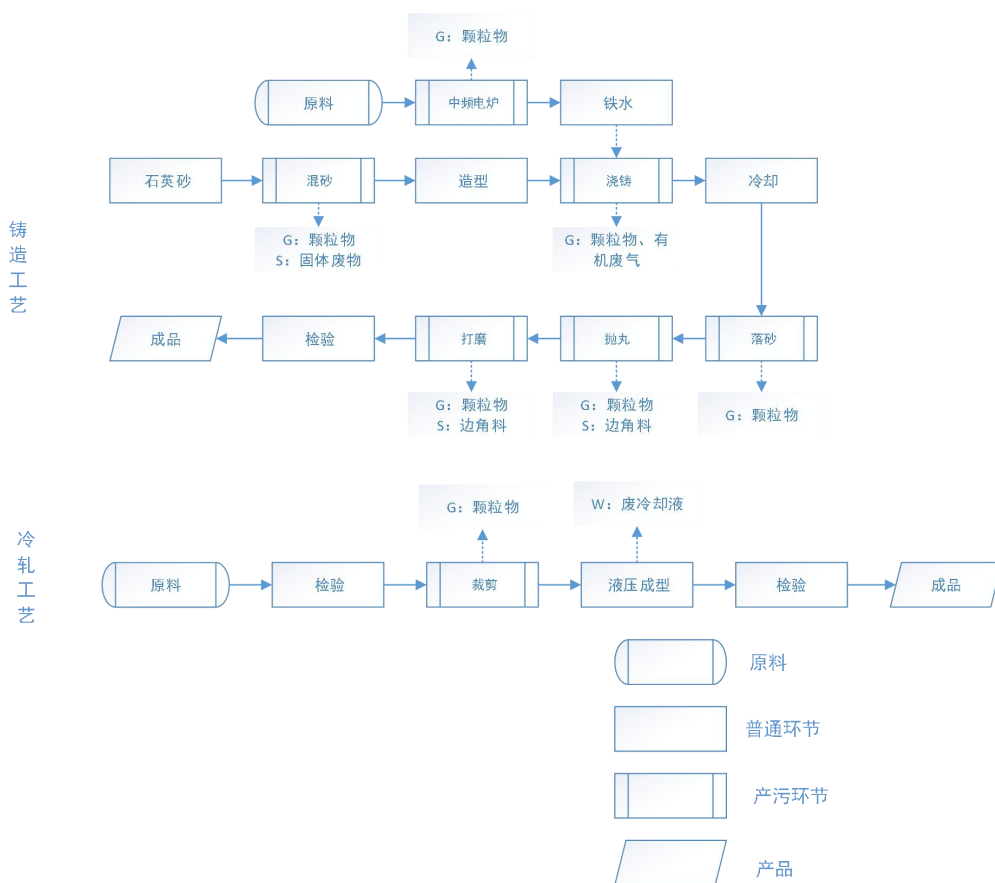 G：颗粒物
原料
中频电炉
铁水
石英砂
混砂
造型
浇铸
冷却
G：颗粒物
S：固体废物
G：颗粒物、有
机废气
铸造工艺
成品
检验
打磨
抛丸
落砂
G：颗粒物
S：边角料
G：颗粒物
S：边角料
G：颗粒物
G：颗粒物
W：废冷却液
冷轧工艺
原料
检验
裁剪
液压成型
检验
成品
原料
普通环节
产污环节
产品